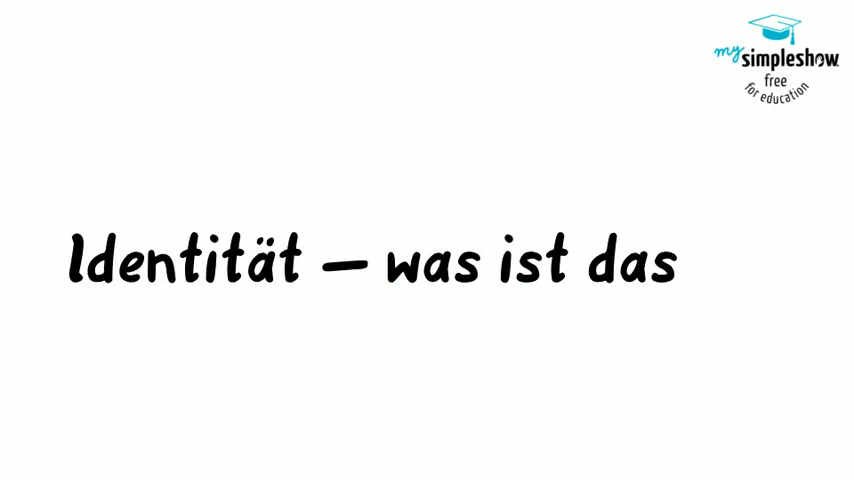 my
simpleshow.
free
for education
Identität – was ist das